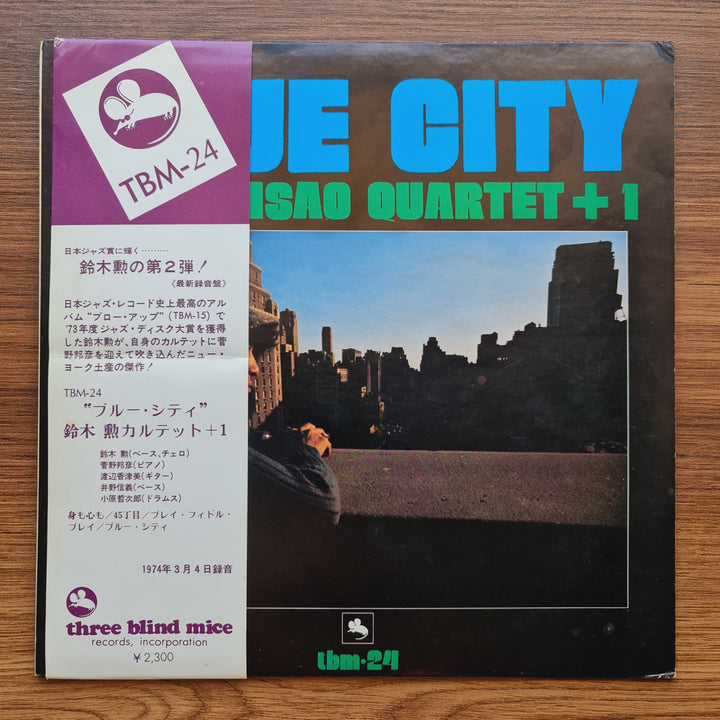 TBM-24
日本ジャズ賞に輝く………
鈴木勲の第2弾!
〈最新録音盤〉
日本ジャズ・レコード史上最高のアル
バム“ブロー・アップ”(TBM-15)で
'73年度ジャズ・ディスク大賞を獲得
した鈴木勲が、自身のカルテットに菅
野邦彦を迎えて吹き込んだニュー・
ヨーク土産の傑作!
TBM-24
“ブルー・シティ”
鈴木 勲カルテット+1
鈴木 勲(ベース、チェロ)
菅野邦彦(ピアノ)
渡辺香津美(ギター)
井野信義(ベース)
小原哲次郎(ドラムス)
身も心も/45丁目/プレイ・フィドル・
プレイ/ブルー・シティ
1974年3月4日録音
three blind mice
records, incorporation
¥2,300
UE CITY
ISAO QUARTET+1
tbm·24